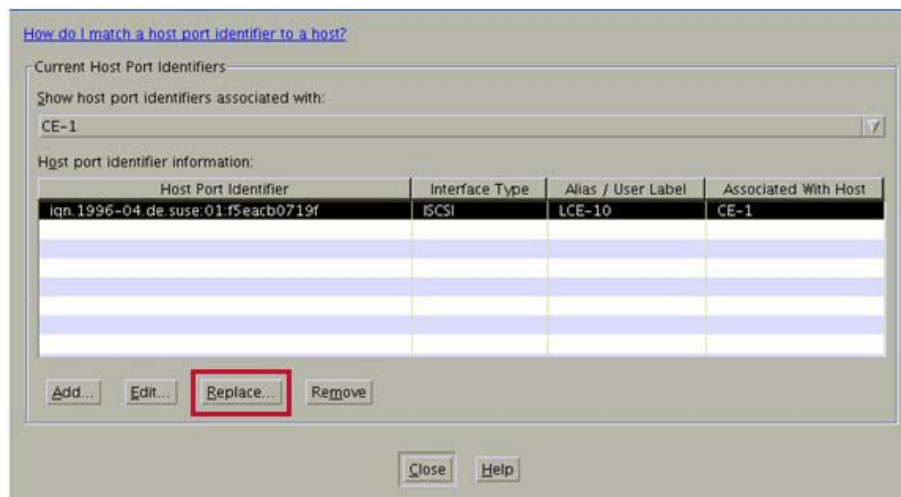 How do I match a host port identifier to a host?
Current Host Port Identifiers
Show host port identifiers associated with:
CE-1
Host port identifier information:
Host Port Identifier Interface Type Alias / User Label Associated With Host
iqn.1996-04.de.suse:01:f5eacb0719f ISCSI LCE-10 CE-1
Add... Edit... Replace... Remove
Close Help